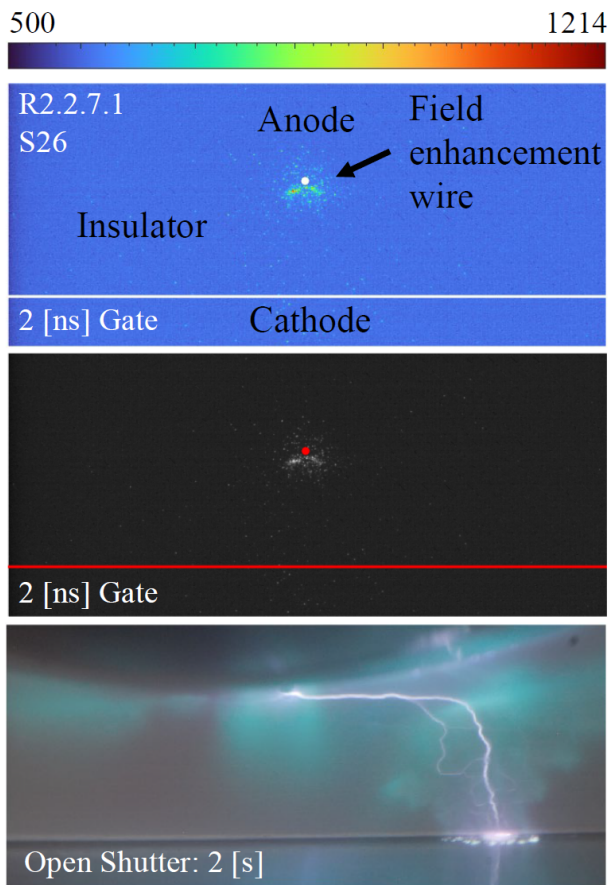 500 1214
R2.2.7.1
S26
Anode
Field
enhancement
wire
Insulator
2 [ns] Gate
Cathode
2 [ns] Gate
Open Shutter: 2 [s]